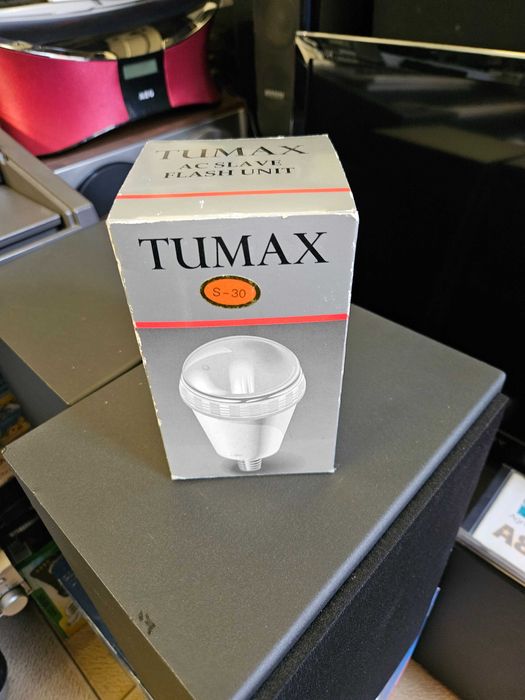 AEG
TUMAX
AC SLAVE
FLASH UNIT
TUMAX
S-30